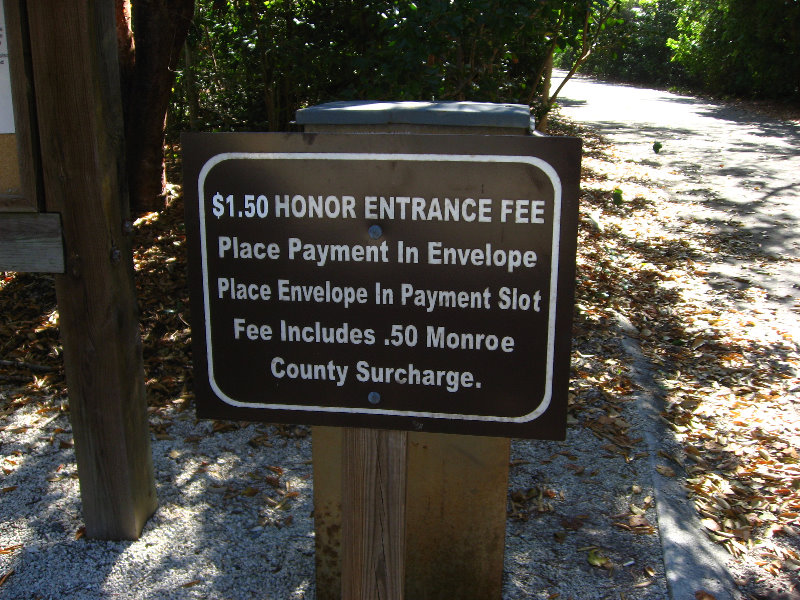 $1.50 HONOR ENTRANCE FEE
Place Payment In Envelope
Place Envelope In Payment Slot
Fee Includes .50 Monroe
County Surcharge.